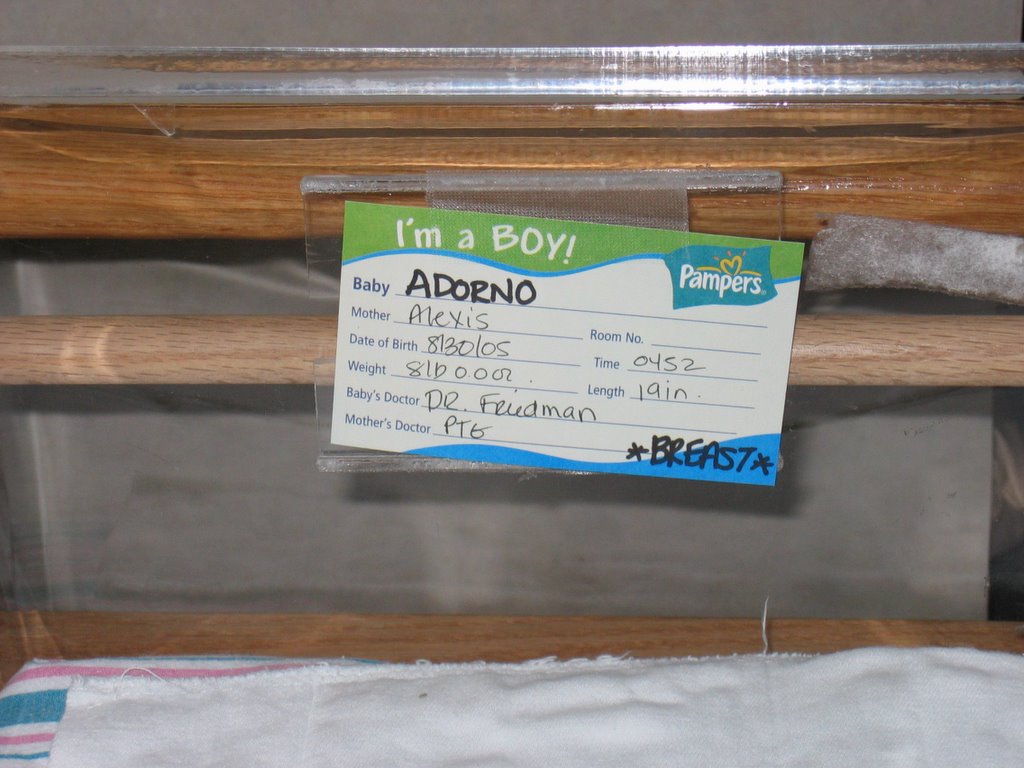 I'm a BOY!
Pampers
Baby ADORNO
Mother Alexis
Room No.
Date of Birth 8/30/05
Time 0452
Weight 8lb 0.0oz.
Length 19in.
Baby's Doctor DR. Friedman
Mother's Doctor PTG
*BREAST*